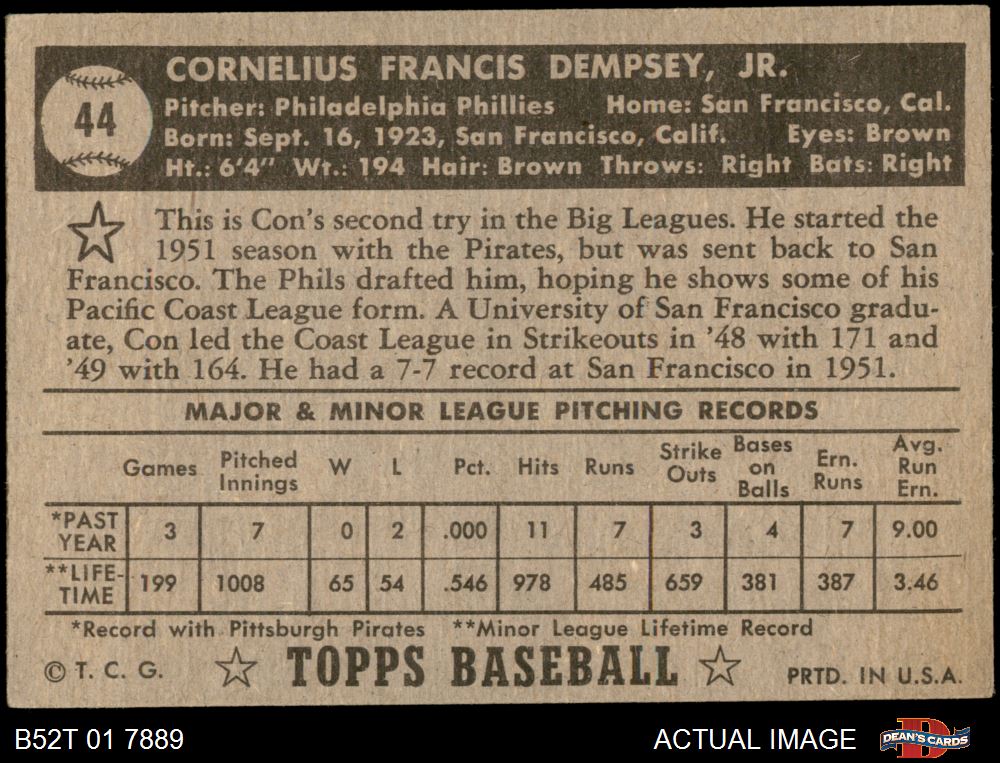 44
CORNELIUS FRANCIS DEMPSEY, JR.
Pitcher: Philadelphia Phillies Home: San Francisco, Cal.
Born: Sept. 16, 1923, San Francisco, Calif. Eyes: Brown
Ht.: 6'4" Wt.: 194 Hair: Brown Throws: Right Bats: Right
This is Con's second try in the Big Leagues. He started the
1951 season with the Pirates, but was sent back to San
Francisco. The Phils drafted him, hoping he shows some of his
Pacific Coast League form. A University of San Francisco gradu-
ate, Con led the Coast League in Strikeouts in '48 with 171 and
'49 with 164. He had a 7-7 record at San Francisco in 1951.
MAJOR & MINOR LEAGUE PITCHING RECORDS
Games Pitched Innings W L Pct. Hits Runs Strike Outs Bases on Balls Ern. Runs Avg. Run Ern.
*PAST YEAR 3 7 0 2 .000 11 7 3 4 7 9.00
**LIFE-TIME 199 1008 65 54 .546 978 485 659 381 387 3.46
*Record with Pittsburgh Pirates **Minor League Lifetime Record
© T. C. G. TOPPS BASEBALL PRTD. IN U.S.A.
B52T 01 7889 ACTUAL IMAGE D DEAN'S CARDS